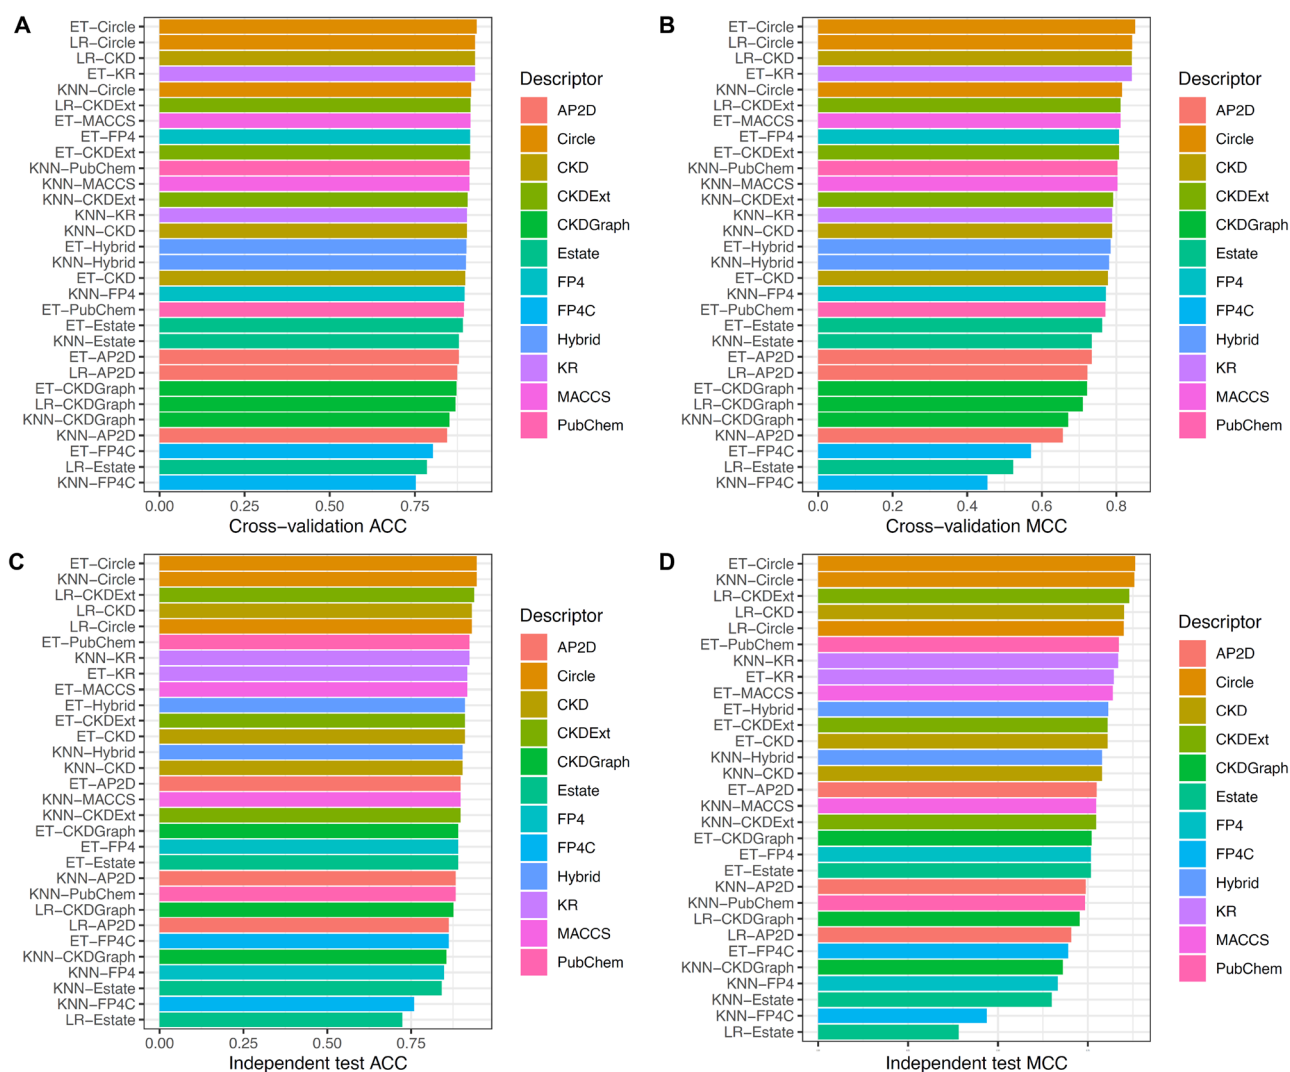 A
ET−Circle
LR−Circle
LR−CKD
ET−KR
KNN−Circle
LR−CKDExt
ET−MACCS
ET−FP4
ET−CKDExt
KNN−PubChem
KNN−MACCS
KNN−CKDExt
KNN−KR
KNN−CKD
ET−Hybrid
KNN−Hybrid
ET−CKD
KNN−FP4
ET−PubChem
ET−Estate
KNN−Estate
ET−AP2D
LR−AP2D
ET−CKDGraph
LR−CKDGraph
KNN−CKDGraph
KNN−AP2D
ET−FP4C
LR−Estate
KNN−FP4C
0.00 0.25 0.50 0.75
Cross−validation ACC
Descriptor
AP2D
Circle
CKD
CKDExt
CKDGraph
Estate
FP4
FP4C
Hybrid
KR
MACCS
PubChem
B
ET−Circle
LR−Circle
LR−CKD
ET−KR
KNN−Circle
LR−CKDExt
ET−MACCS
ET−FP4
ET−CKDExt
KNN−PubChem
KNN−MACCS
KNN−CKDExt
KNN−KR
KNN−CKD
ET−Hybrid
KNN−Hybrid
ET−CKD
KNN−FP4
ET−PubChem
ET−Estate
KNN−Estate
ET−AP2D
LR−AP2D
ET−CKDGraph
LR−CKDGraph
KNN−CKDGraph
KNN−AP2D
ET−FP4C
LR−Estate
KNN−FP4C
0.0 0.2 0.4 0.6 0.8
Cross−validation MCC
Descriptor
AP2D
Circle
CKD
CKDExt
CKDGraph
Estate
FP4
FP4C
Hybrid
KR
MACCS
PubChem
C
ET−Circle
KNN−Circle
LR−CKDExt
LR−CKD
LR−Circle
ET−PubChem
KNN−KR
ET−KR
ET−MACCS
ET−Hybrid
ET−CKDExt
ET−CKD
KNN−Hybrid
KNN−CKD
ET−AP2D
KNN−MACCS
KNN−CKDExt
ET−CKDGraph
ET−FP4
ET−Estate
KNN−AP2D
KNN−PubChem
LR−CKDGraph
LR−AP2D
ET−FP4C
KNN−CKDGraph
KNN−FP4
KNN−Estate
KNN−FP4C
LR−Estate
0.00 0.25 0.50 0.75
Independent test ACC
Descriptor
AP2D
Circle
CKD
CKDExt
CKDGraph
Estate
FP4
FP4C
Hybrid
KR
MACCS
PubChem
D
ET−Circle
KNN−Circle
LR−CKDExt
LR−CKD
LR−Circle
ET−PubChem
KNN−KR
ET−KR
ET−MACCS
ET−Hybrid
ET−CKDExt
ET−CKD
KNN−Hybrid
KNN−CKD
ET−AP2D
KNN−MACCS
KNN−CKDExt
ET−CKDGraph
ET−FP4
ET−Estate
KNN−AP2D
KNN−PubChem
LR−CKDGraph
LR−AP2D
ET−FP4C
KNN−CKDGraph
KNN−FP4
KNN−Estate
KNN−FP4C
LR−Estate
Independent test MCC
Descriptor
AP2D
Circle
CKD
CKDExt
CKDGraph
Estate
FP4
FP4C
Hybrid
KR
MACCS
PubChem